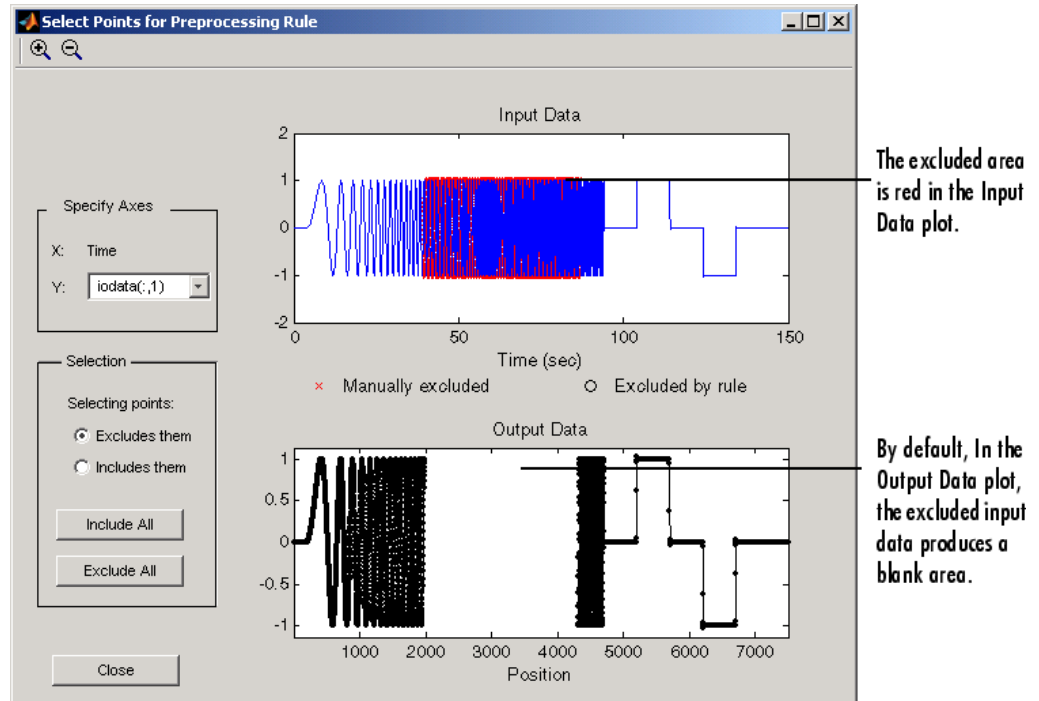 Select Points for Preprocessing Rule
Input Data
2
1
0
-1
-2
0
50
100
150
Time (sec)
× Manually excluded
O Excluded by rule
The excluded area
is red in the Input
Data plot.
Specify Axes
X: Time
Y: iodata(:,1)
Selection
Selecting points:
Excludes them
Includes them
Include All
Exclude All
Close
Output Data
1
0.5
0
-0.5
-1
1000
2000
3000
4000
5000
6000
7000
Position
By default, In the
Output Data plot,
the excluded input
data produces a
blank area.